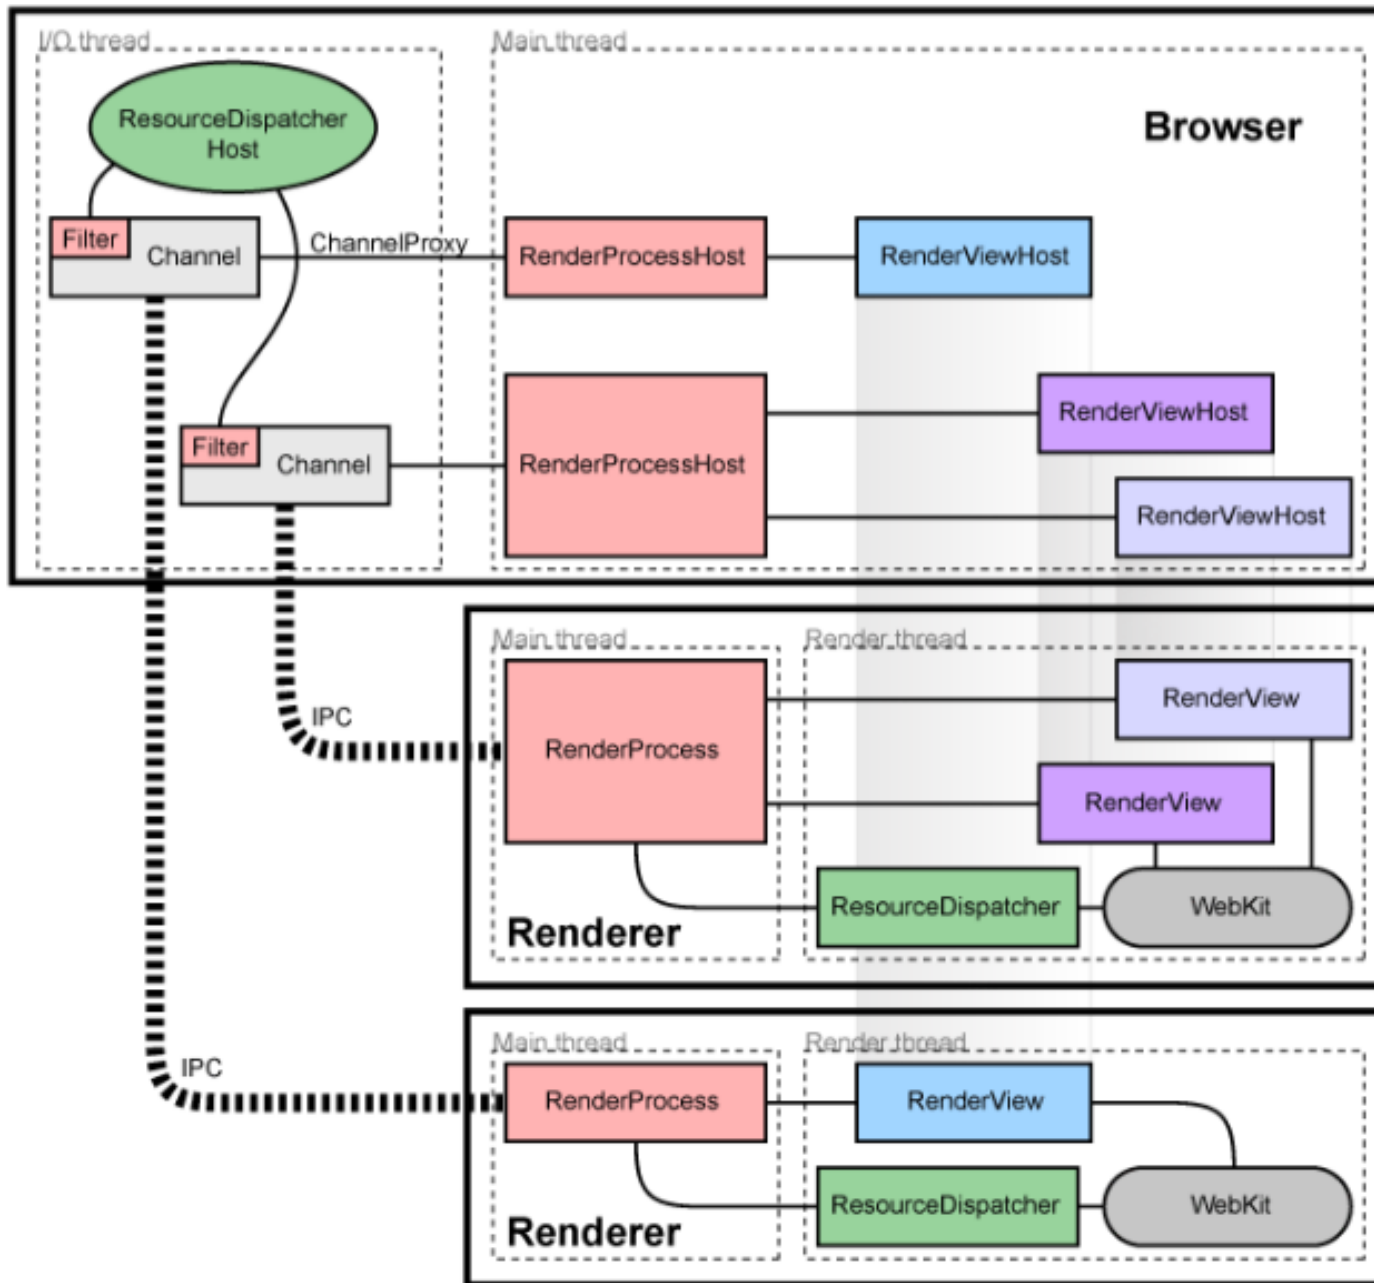 I/O thread
Main thread
ResourceDispatcher
Host
Browser
Filter
Channel
ChannelProxy
RenderProcessHost
RenderViewHost
RenderViewHost
Filter
Channel
RenderProcessHost
RenderViewHost
Main thread
Render thread
RenderView
IPC
RenderProcess
RenderView
ResourceDispatcher
WebKit
Renderer
Main thread
Render thread
IPC
RenderProcess
RenderView
ResourceDispatcher
WebKit
Renderer